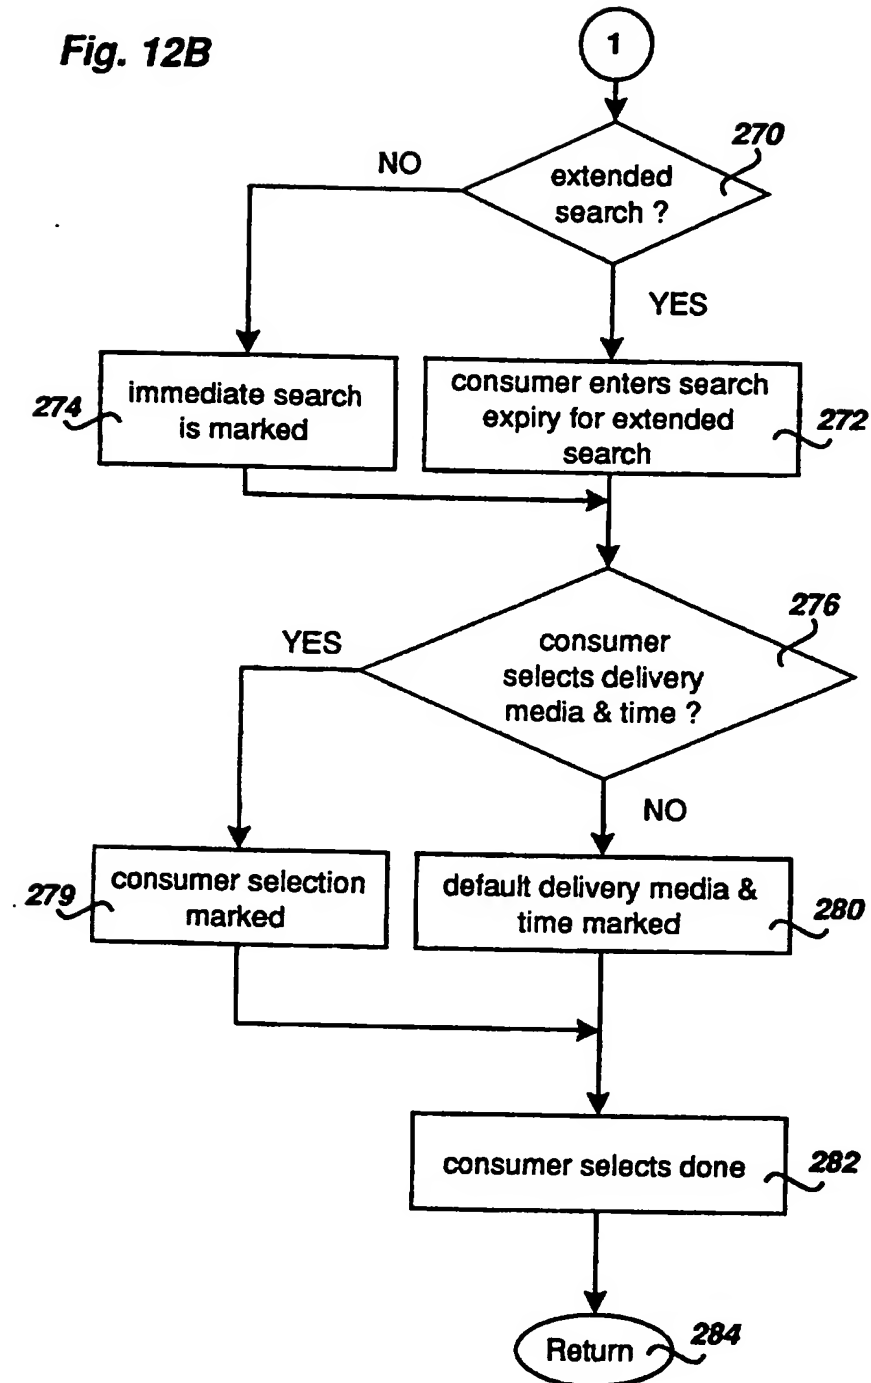 Fig. 12B
1
270
NO
extended
search ?
YES
274
immediate search
is marked
consumer enters search
expiry for extended
search
272
276
YES
consumer
selects delivery
media & time ?
NO
279
consumer selection
marked
default delivery media &
time marked
280
consumer selects done
282
Return
284